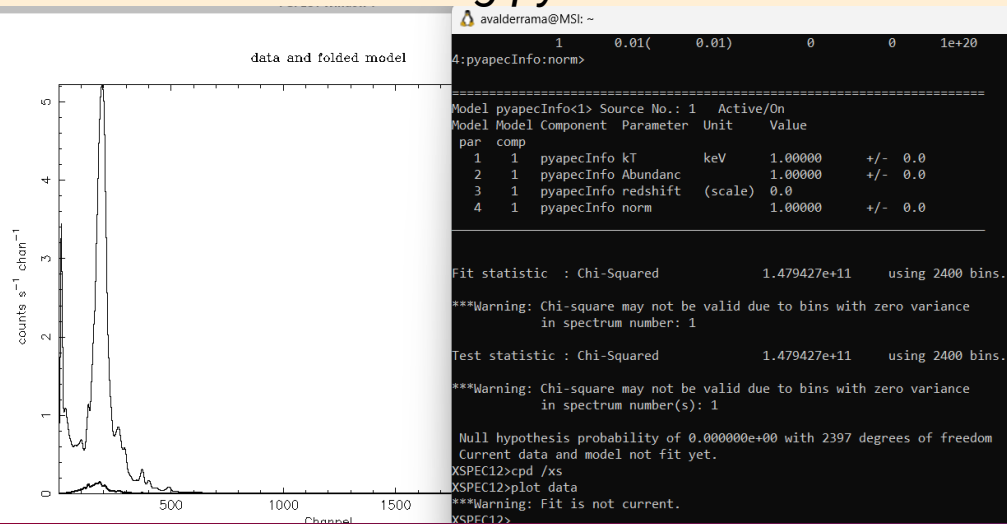 avalderrama@MSI: ~
data and folded model
counts s⁻¹ chan⁻¹
5
4
3
2
1
0
500 1000 1500
Channel
1 0.01( 0.01) 0 0 1e+20
4:pyapecInfo:norm>
========================================================================
Model pyapecInfo<1> Source No.: 1 Active/On
Model Model Component Parameter Unit Value
par comp
1 1 pyapecInfo kT keV 1.00000 +/- 0.0
2 1 pyapecInfo Abundanc 1.00000 +/- 0.0
3 1 pyapecInfo redshift (scale) 0.0
4 1 pyapecInfo norm 1.00000 +/- 0.0
________________________________________________________________________
Fit statistic : Chi-Squared 1.479427e+11 using 2400 bins.
***Warning: Chi-square may not be valid due to bins with zero variance
in spectrum number: 1
Test statistic : Chi-Squared 1.479427e+11 using 2400 bins.
***Warning: Chi-square may not be valid due to bins with zero variance
in spectrum number(s): 1
Null hypothesis probability of 0.000000e+00 with 2397 degrees of freedom
Current data and model not fit yet.
XSPEC12>cpd /xs
XSPEC12>plot data
***Warning: Fit is not current.
XSPEC12>